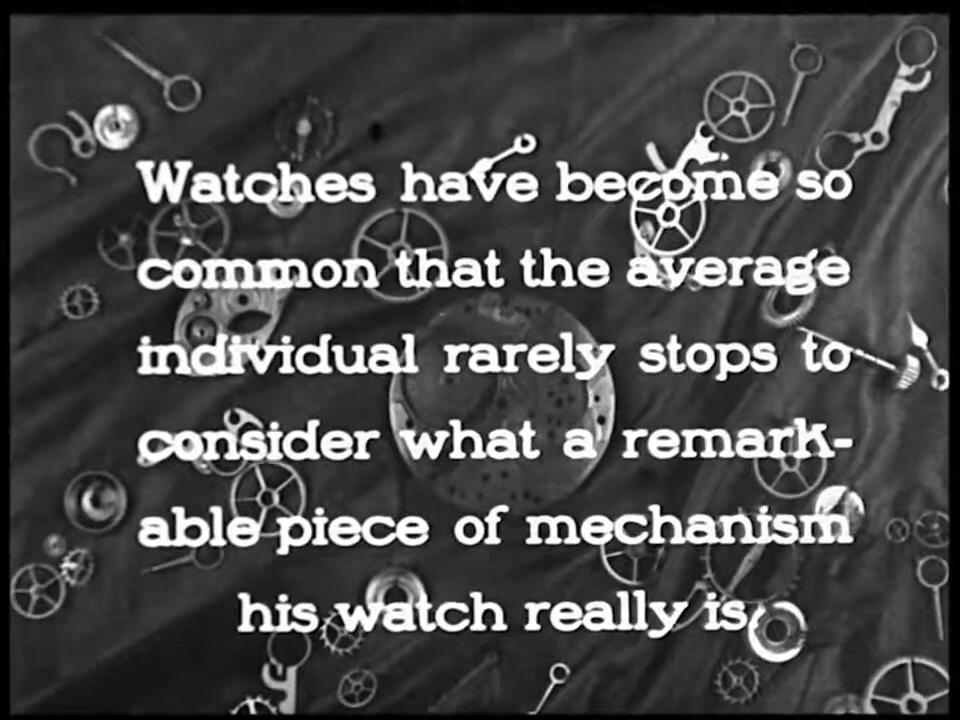 Watches have become so
common that the average
individual rarely stops to
consider what a remark-
able piece of mechanism
his watch really is.